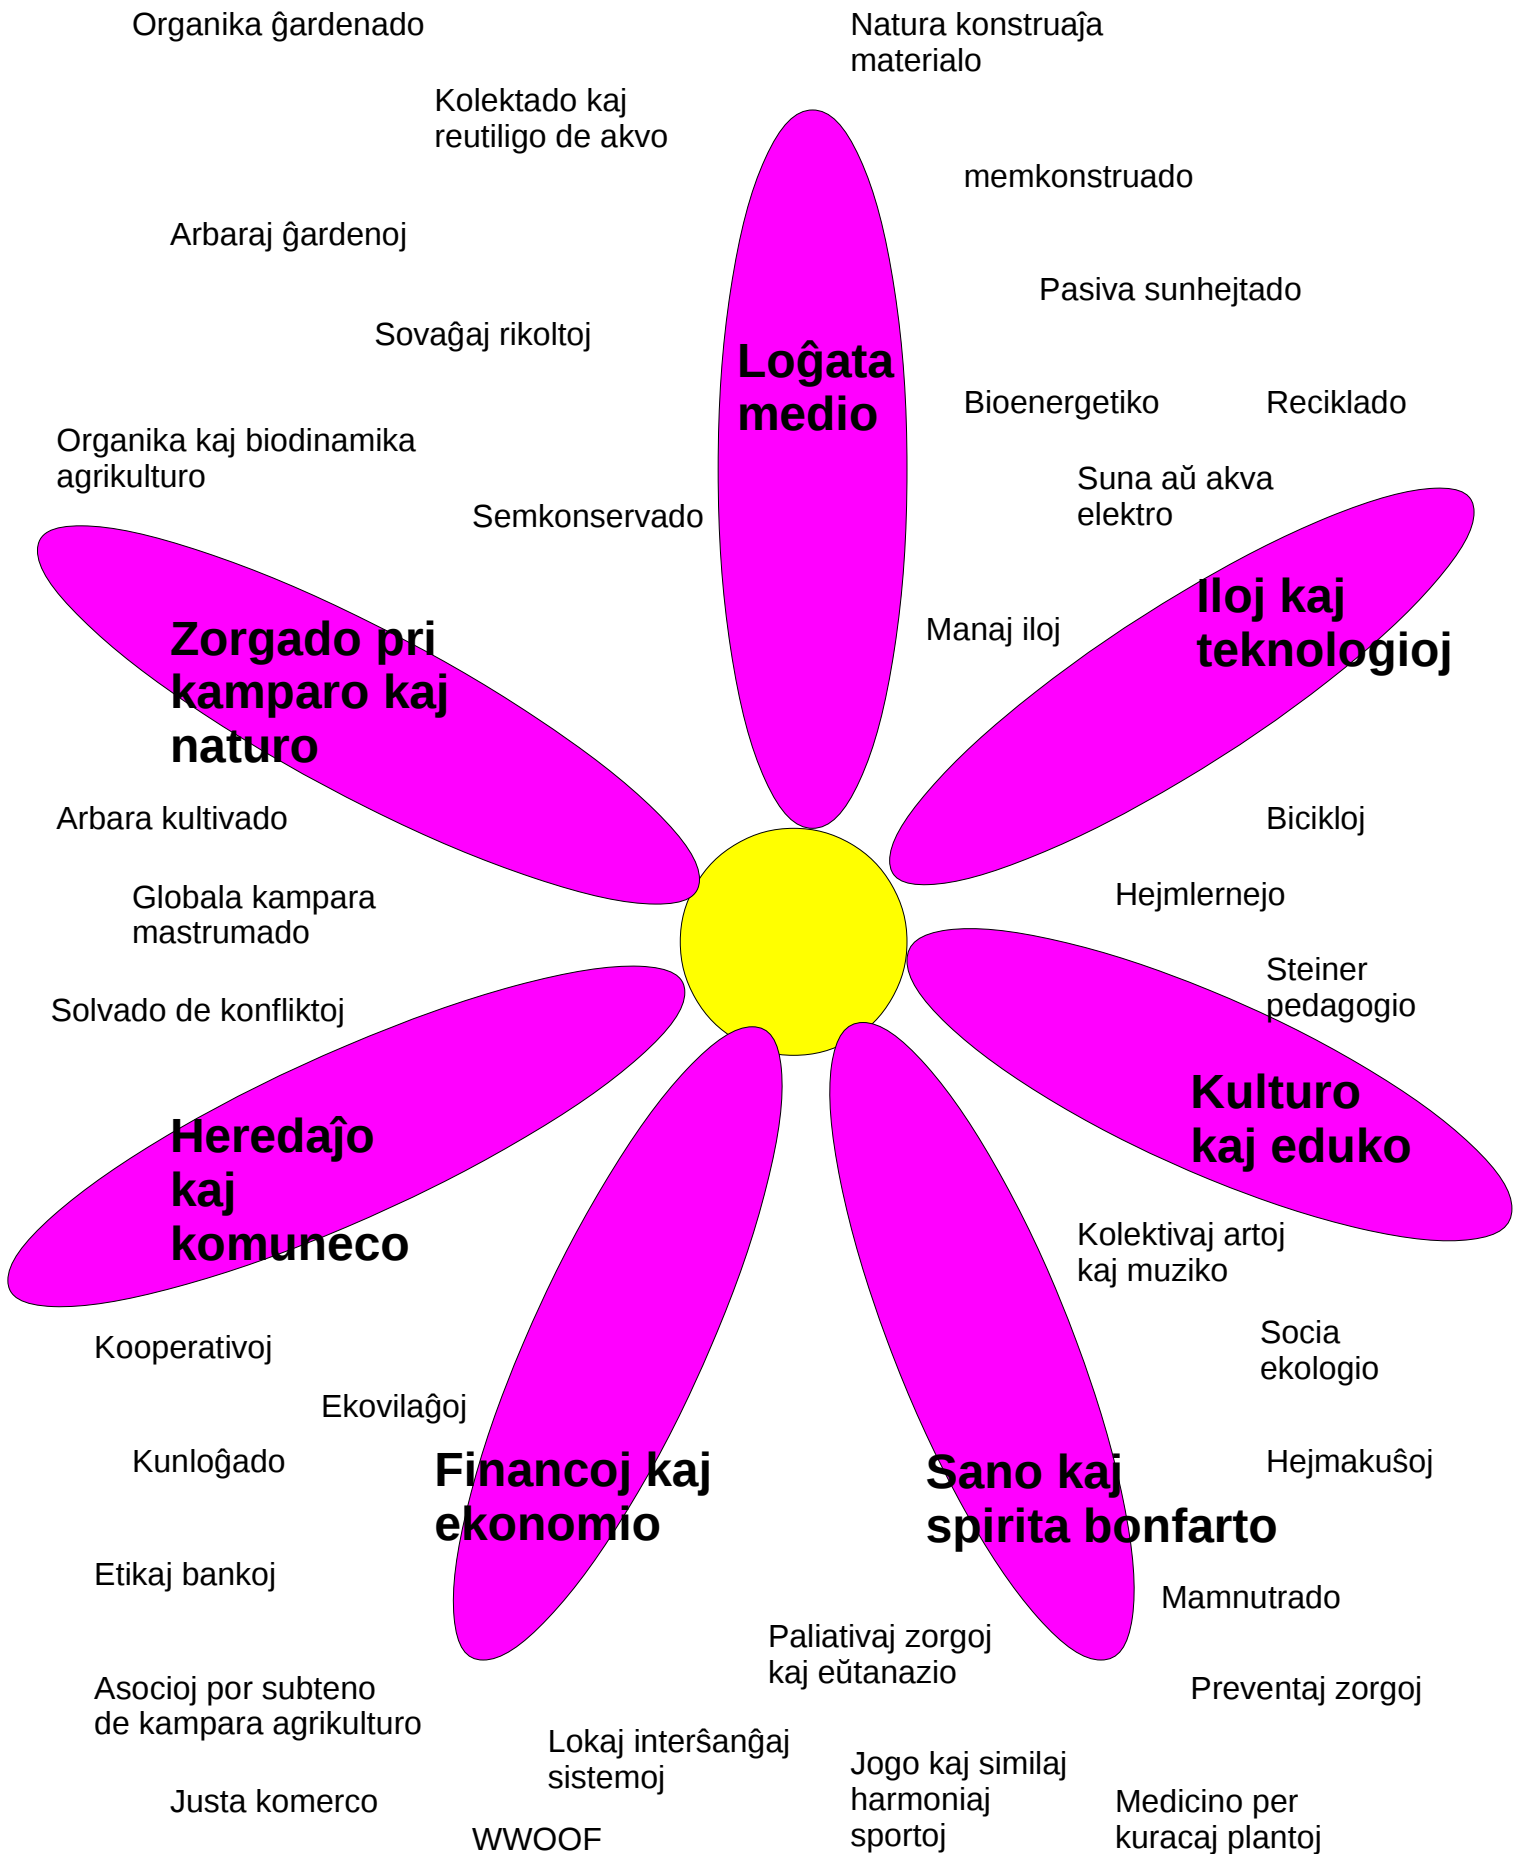 Organika ĝardenado
Natura konstruaĵa
materialo
Kolektado kaj
reutiligo de akvo
memkonstruado
Arbaraj ĝardenoj
Pasiva sunhejtado
Sovaĝaj rikoltoj
Loĝata
medio
Bioenergetiko
Reciklado
Organika kaj biodinamika
agrikulturo
Suna aŭ akva
elektro
Semkonservado
Iloj kaj
teknologioj
Manaj iloj
Zorgado pri
kamparo kaj
naturo
Arbara kultivado
Bicikloj
Globala kampara
mastrumado
Hejmlernejo
Steiner
pedagogio
Solvado de konfliktoj
Kulturo
kaj eduko
Heredaĵo
kaj
komuneco
Kolektivaj artoj
kaj muziko
Kooperativoj
Socia
ekologio
Ekovilaĝoj
Kunloĝado
Financoj kaj
ekonomio
Sano kaj
spirita bonfarto
Hejmakuŝoj
Etikaj bankoj
Mamnutrado
Paliativaj zorgoj
kaj eŭtanazio
Asocioj por subteno
de kampara agrikulturo
Preventaj zorgoj
Lokaj interŝanĝaj
sistemoj
Jogo kaj similaj
harmoniaj
sportoj
Justa komerco
Medicino per
kuracaj plantoj
WWOOF